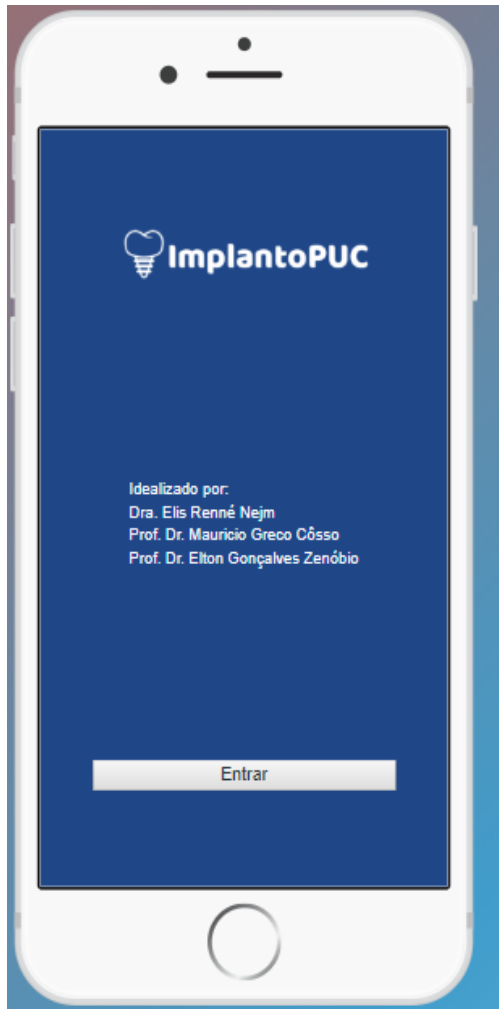 ImplantoPUC
Idealizado por:
Dra. Elis Renné Nejm
Prof. Dr. Mauricio Greco Côsso
Prof. Dr. Elton Gonçalves Zenóbio
Entrar